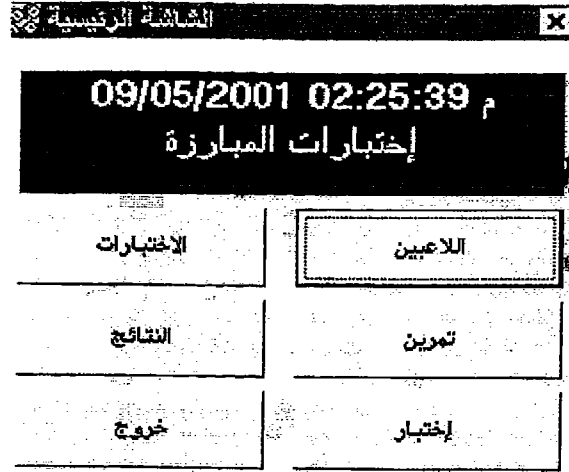 الشاشة الرئيسية
09/05/2001 02:25:39 م
إختبارات المبارزة
اللاعبين
الاختبارات
تمرين
النتائج
إختبار
خروج